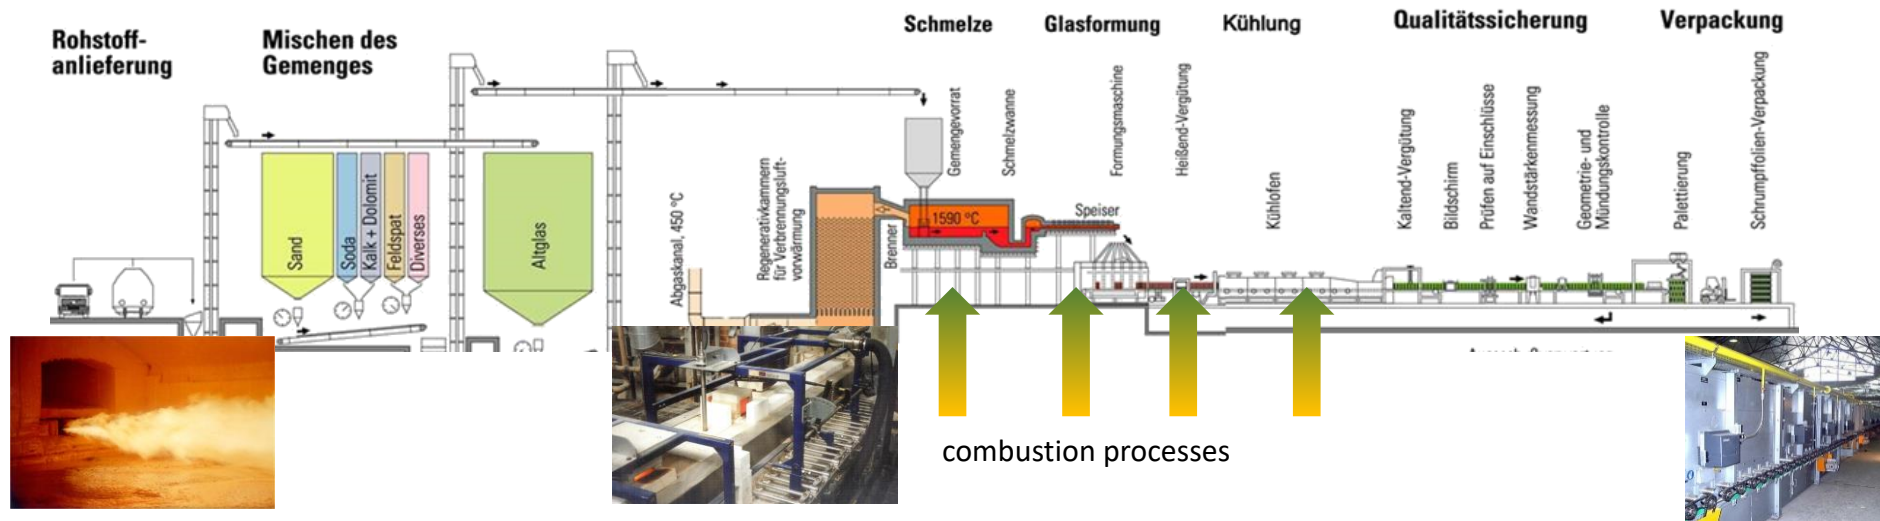 Rohstoff-
anlieferung
Mischen des
Gemenges
Schmelze
Glasformung
Kühlung
Qualitätssicherung
Verpackung
Sand
Soda
Kalk + Dolomit
Feldspat
Diverses
Altglas
Abgaskanal, 450 °C
Regenerativkammern
für Verbrennungsluft-
vorwärmung
Brenner
Gemengevorrat
Schmelzwanne
1590 °C
Speiser
Formungsmaschine
Heißend-Vergütung
Kühlofen
Kaltend-Vergütung
Bildschirm
Prüfen auf Einschlüsse
Wandstärkenmessung
Geometrie- und
Mündungskontrolle
Palettierung
Schrumpffolien-Verpackung
combustion processes